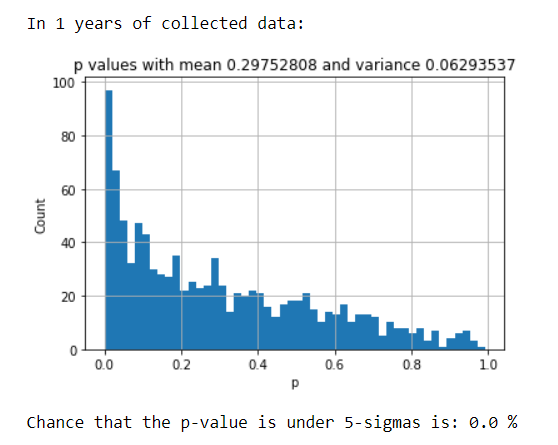 In 1 years of collected data:
p values with mean 0.29752808 and variance 0.06293537
100
80
60
40
20
0
Count
0.0 0.2 0.4 0.6 0.8 1.0
p
Chance that the p-value is under 5-sigmas is: 0.0 %